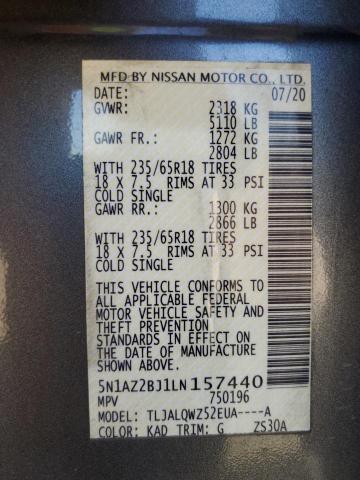 MFD BY NISSAN MOTOR CO., LTD.
DATE: 07/20
GVWR: 2318 KG
5110 LB
GAWR FR.: 1272 KG
2804 LB
WITH 235/65R18 TIRES
18 X 7.5 RIMS AT 33 PSI
COLD SINGLE
GAWR RR.: 1300 KG
2866 LB
WITH 235/65R18 TIRES
18 X 7.5 RIMS AT 33 PSI
COLD SINGLE
THIS VEHICLE CONFORMS TO
ALL APPLICABLE FEDERAL
MOTOR VEHICLE SAFETY AND
THEFT PREVENTION
STANDARDS IN EFFECT ON
THE DATE OF MANUFACTURE
SHOWN ABOVE
5N1AZ2BJ1LN157440
MPV 750196
MODEL: TLJALQWZ52EUA----A
COLOR: KAD TRIM: G ZS30A